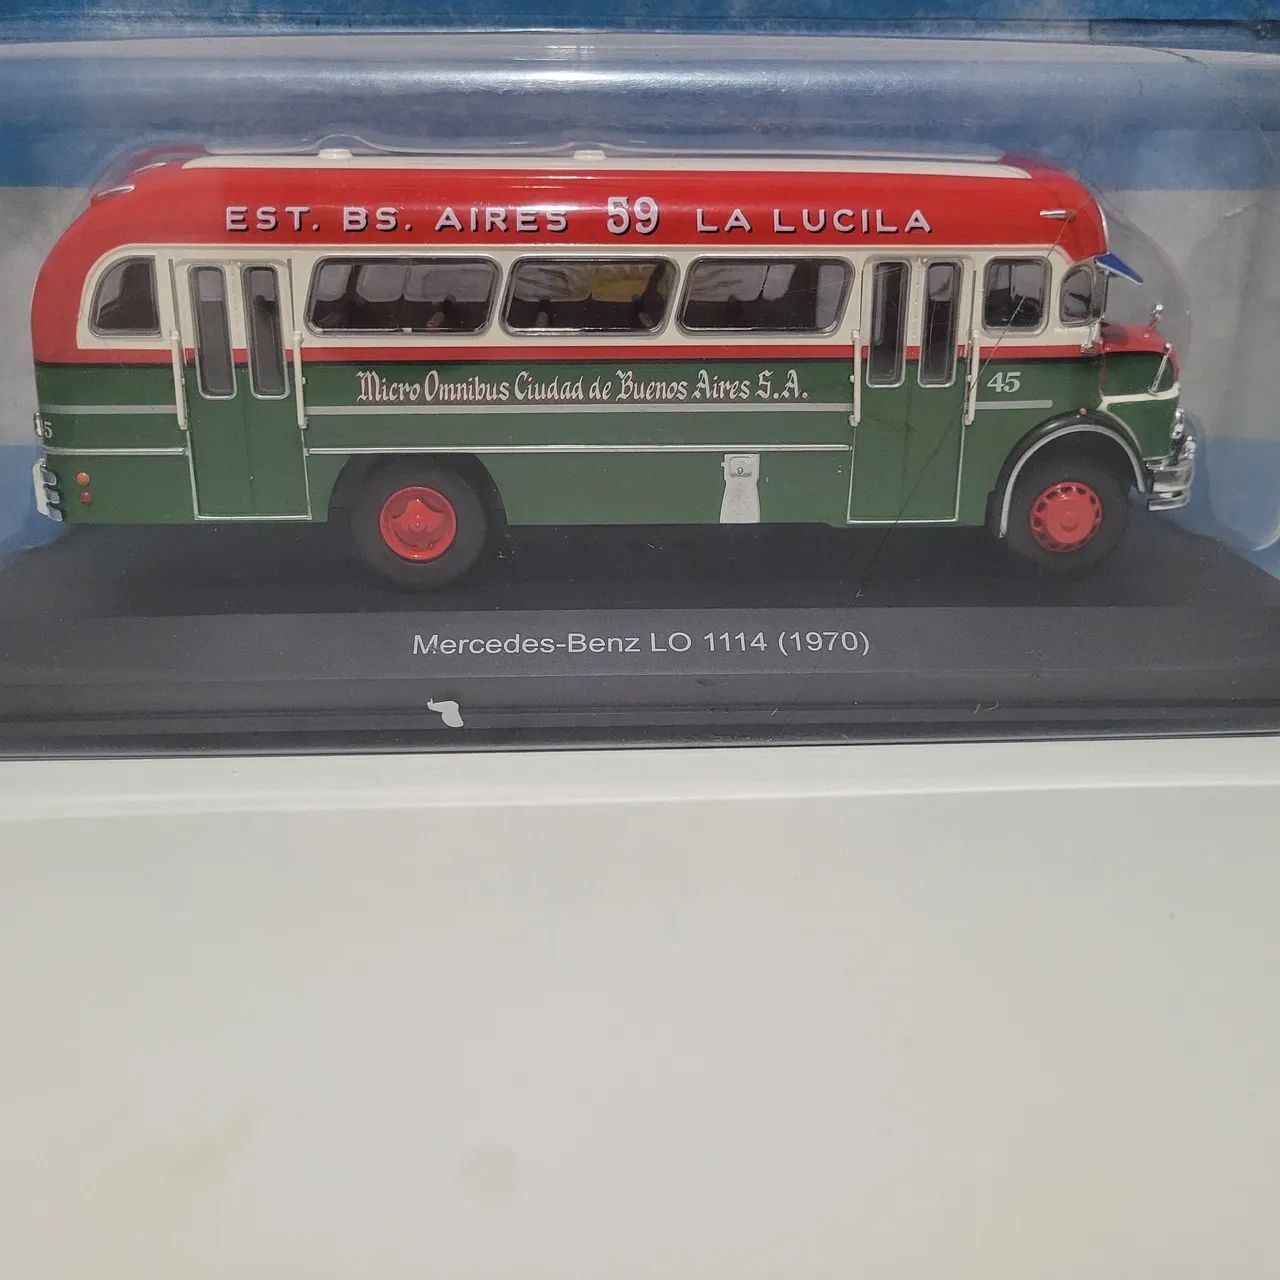 EST. BS. AIRES 59 LA LUCILA
Micro Omnibus Ciudad de Buenos Aires S.A.
45
Mercedes-Benz LO 1114 (1970)